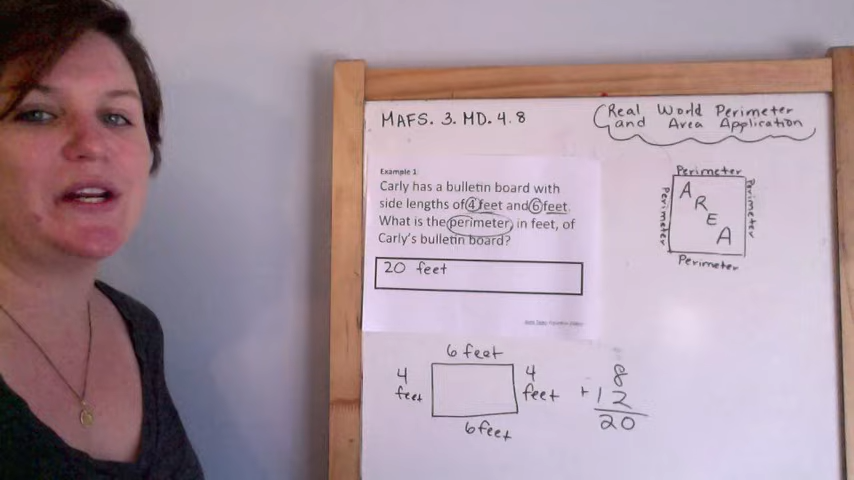 MAFS. 3. MD. 4. 8
Real World Perimeter
and Area Application
Example 1:
Carly has a bulletin board with
side lengths of 4 feet and 6 feet.
What is the perimeter, in feet, of
Carly's bulletin board?
20 feet
Perimeter
Perimeter
AREA
Perimeter
Perimeter
6 feet
4
feet
4
feet
6 feet
8
+ 12
20